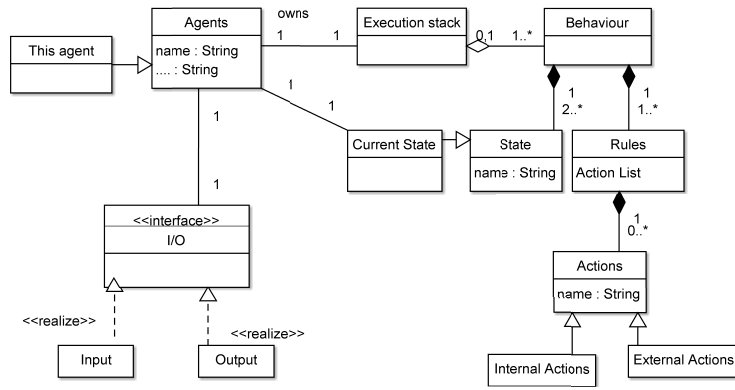 Agents
owns
Execution stack
Behaviour
This agent
name : String
.... : String
1
1
0,1
1..*
1
1
1
2..*
1
1..*
1
Current State
State
name : String
Rules
Action List
1
<<interface>>
I/O
1
0..*
Actions
name : String
<<realize>>
<<realize>>
Input
Output
Internal Actions
External Actions